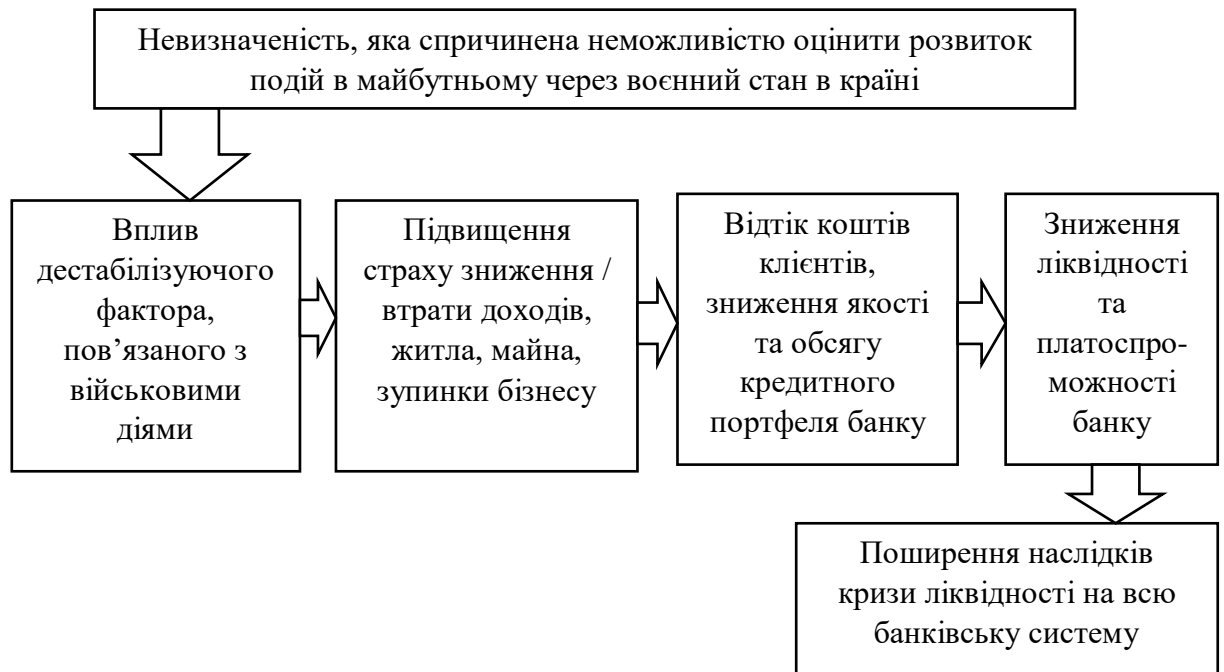 Невизначеність, яка спричинена неможливістю оцінити розвиток
подій в майбутньому через воєнний стан в країні
Вплив
дестабілізуючого
фактора,
пов’язаного з
військовими
діями
Підвищення
страху зниження /
втрати доходів,
житла, майна,
зупинки бізнесу
Відтік коштів
клієнтів,
зниження якості
та обсягу
кредитного
портфеля банку
Зниження
ліквідності
та
платоспро-
можності
банку
Поширення наслідків
кризи ліквідності на всю
банківську систему